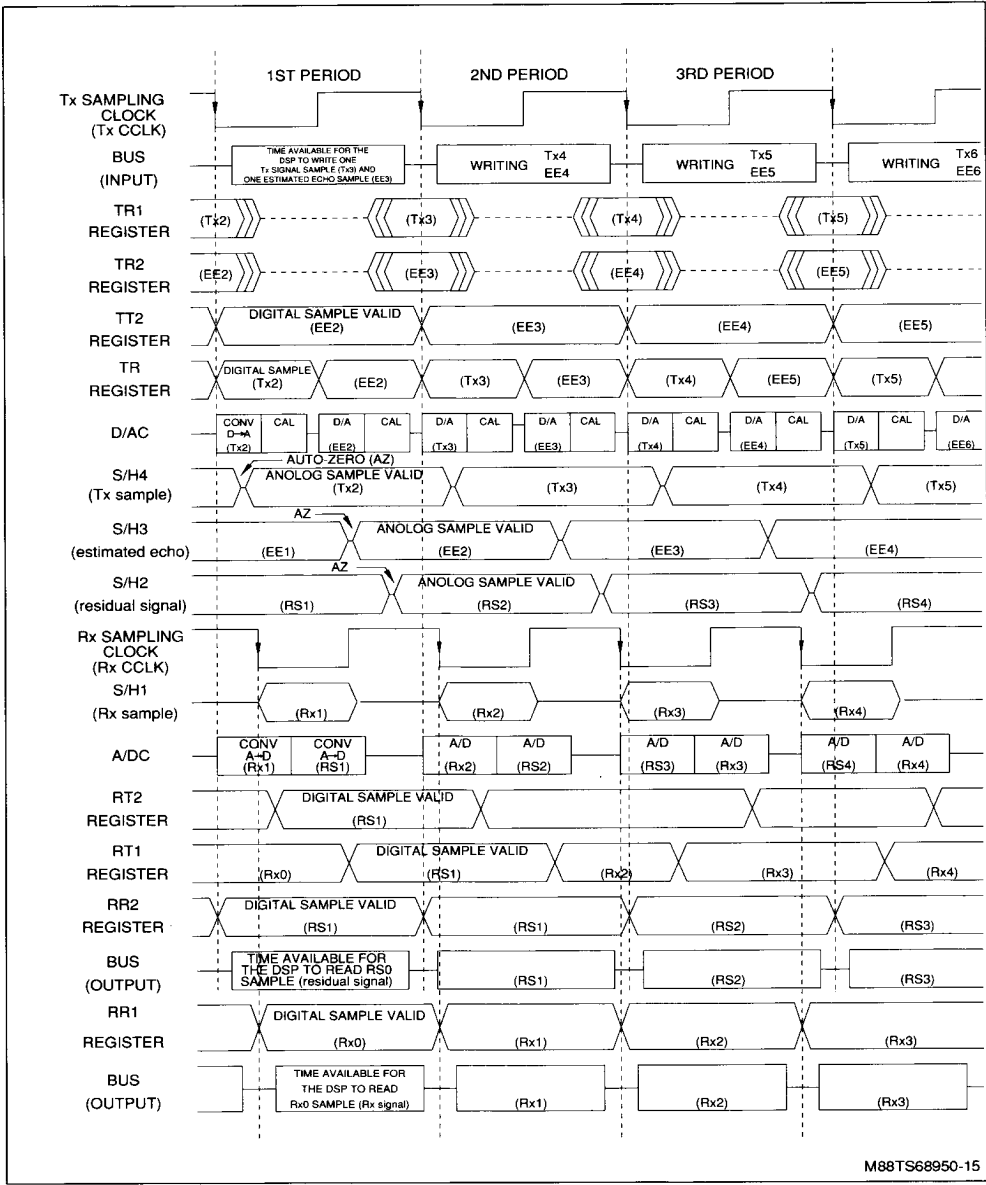 1ST PERIOD 2ND PERIOD 3RD PERIOD
Tx SAMPLING
CLOCK
(Tx CCLK)
BUS
(INPUT)
TIME AVAILABLE FOR THE
DSP TO WRITE ONE
Tx SIGNAL SAMPLE (Tx3) AND
ONE ESTIMATED ECHO SAMPLE (EE3)
WRITING Tx4
EE4
WRITING Tx5
EE5
WRITING Tx6
EE6
TR1
REGISTER
(Tx2) (Tx3) (Tx4) (Tx5)
TR2
REGISTER
(EE2) (EE3) (EE4) (EE5)
TT2
REGISTER
DIGITAL SAMPLE VALID
(EE2) (EE3) (EE4) (EE5)
TR
REGISTER
DIGITAL SAMPLE
(Tx2) (EE2) (Tx3) (EE3) (Tx4) (EE5) (Tx5)
D/AC
CONV CAL D/A CAL D/A CAL D/A CAL D/A CAL D/A CAL D/A CAL D/A
D→A
(Tx2) (EE2) (Tx3) (EE3) (Tx4) (EE4) (Tx5) (EE6)
AUTO-ZERO (AZ)
S/H4
(Tx sample)
ANOLOG SAMPLE VALID
(Tx2) (Tx3) (Tx4) (Tx5)
AZ
S/H3
(estimated echo)
ANOLOG SAMPLE VALID
(EE1) (EE2) (EE3) (EE4)
AZ
S/H2
(residual signal)
ANOLOG SAMPLE VALID
(RS1) (RS2) (RS3) (RS4)
Rx SAMPLING
CLOCK
(Rx CCLK)
S/H1
(Rx sample)
(Rx1) (Rx2) (Rx3) (Rx4)
A/DC
CONV CONV A/D A/D A/D A/D A/D A/D
A→D A→D
(Rx1) (RS1) (Rx2) (RS2) (RS3) (Rx3) (RS4) (Rx4)
RT2
REGISTER
DIGITAL SAMPLE VALID
(RS1)
RT1
REGISTER
DIGITAL SAMPLE VALID
(Rx0) (RS1) (Rx2) (Rx3) (Rx4)
RR2
REGISTER
DIGITAL SAMPLE VALID
(RS1) (RS1) (RS2) (RS3)
BUS
(OUTPUT)
TIME AVAILABLE FOR
THE DSP TO READ RS0
SAMPLE (residual signal)
(RS1) (RS2) (RS3)
RR1
REGISTER
DIGITAL SAMPLE VALID
(Rx0) (Rx1) (Rx2) (Rx3)
BUS
(OUTPUT)
TIME AVAILABLE FOR
THE DSP TO READ
Rx0 SAMPLE (Rx signal)
(Rx1) (Rx2) (Rx3)
M88TS68950-15